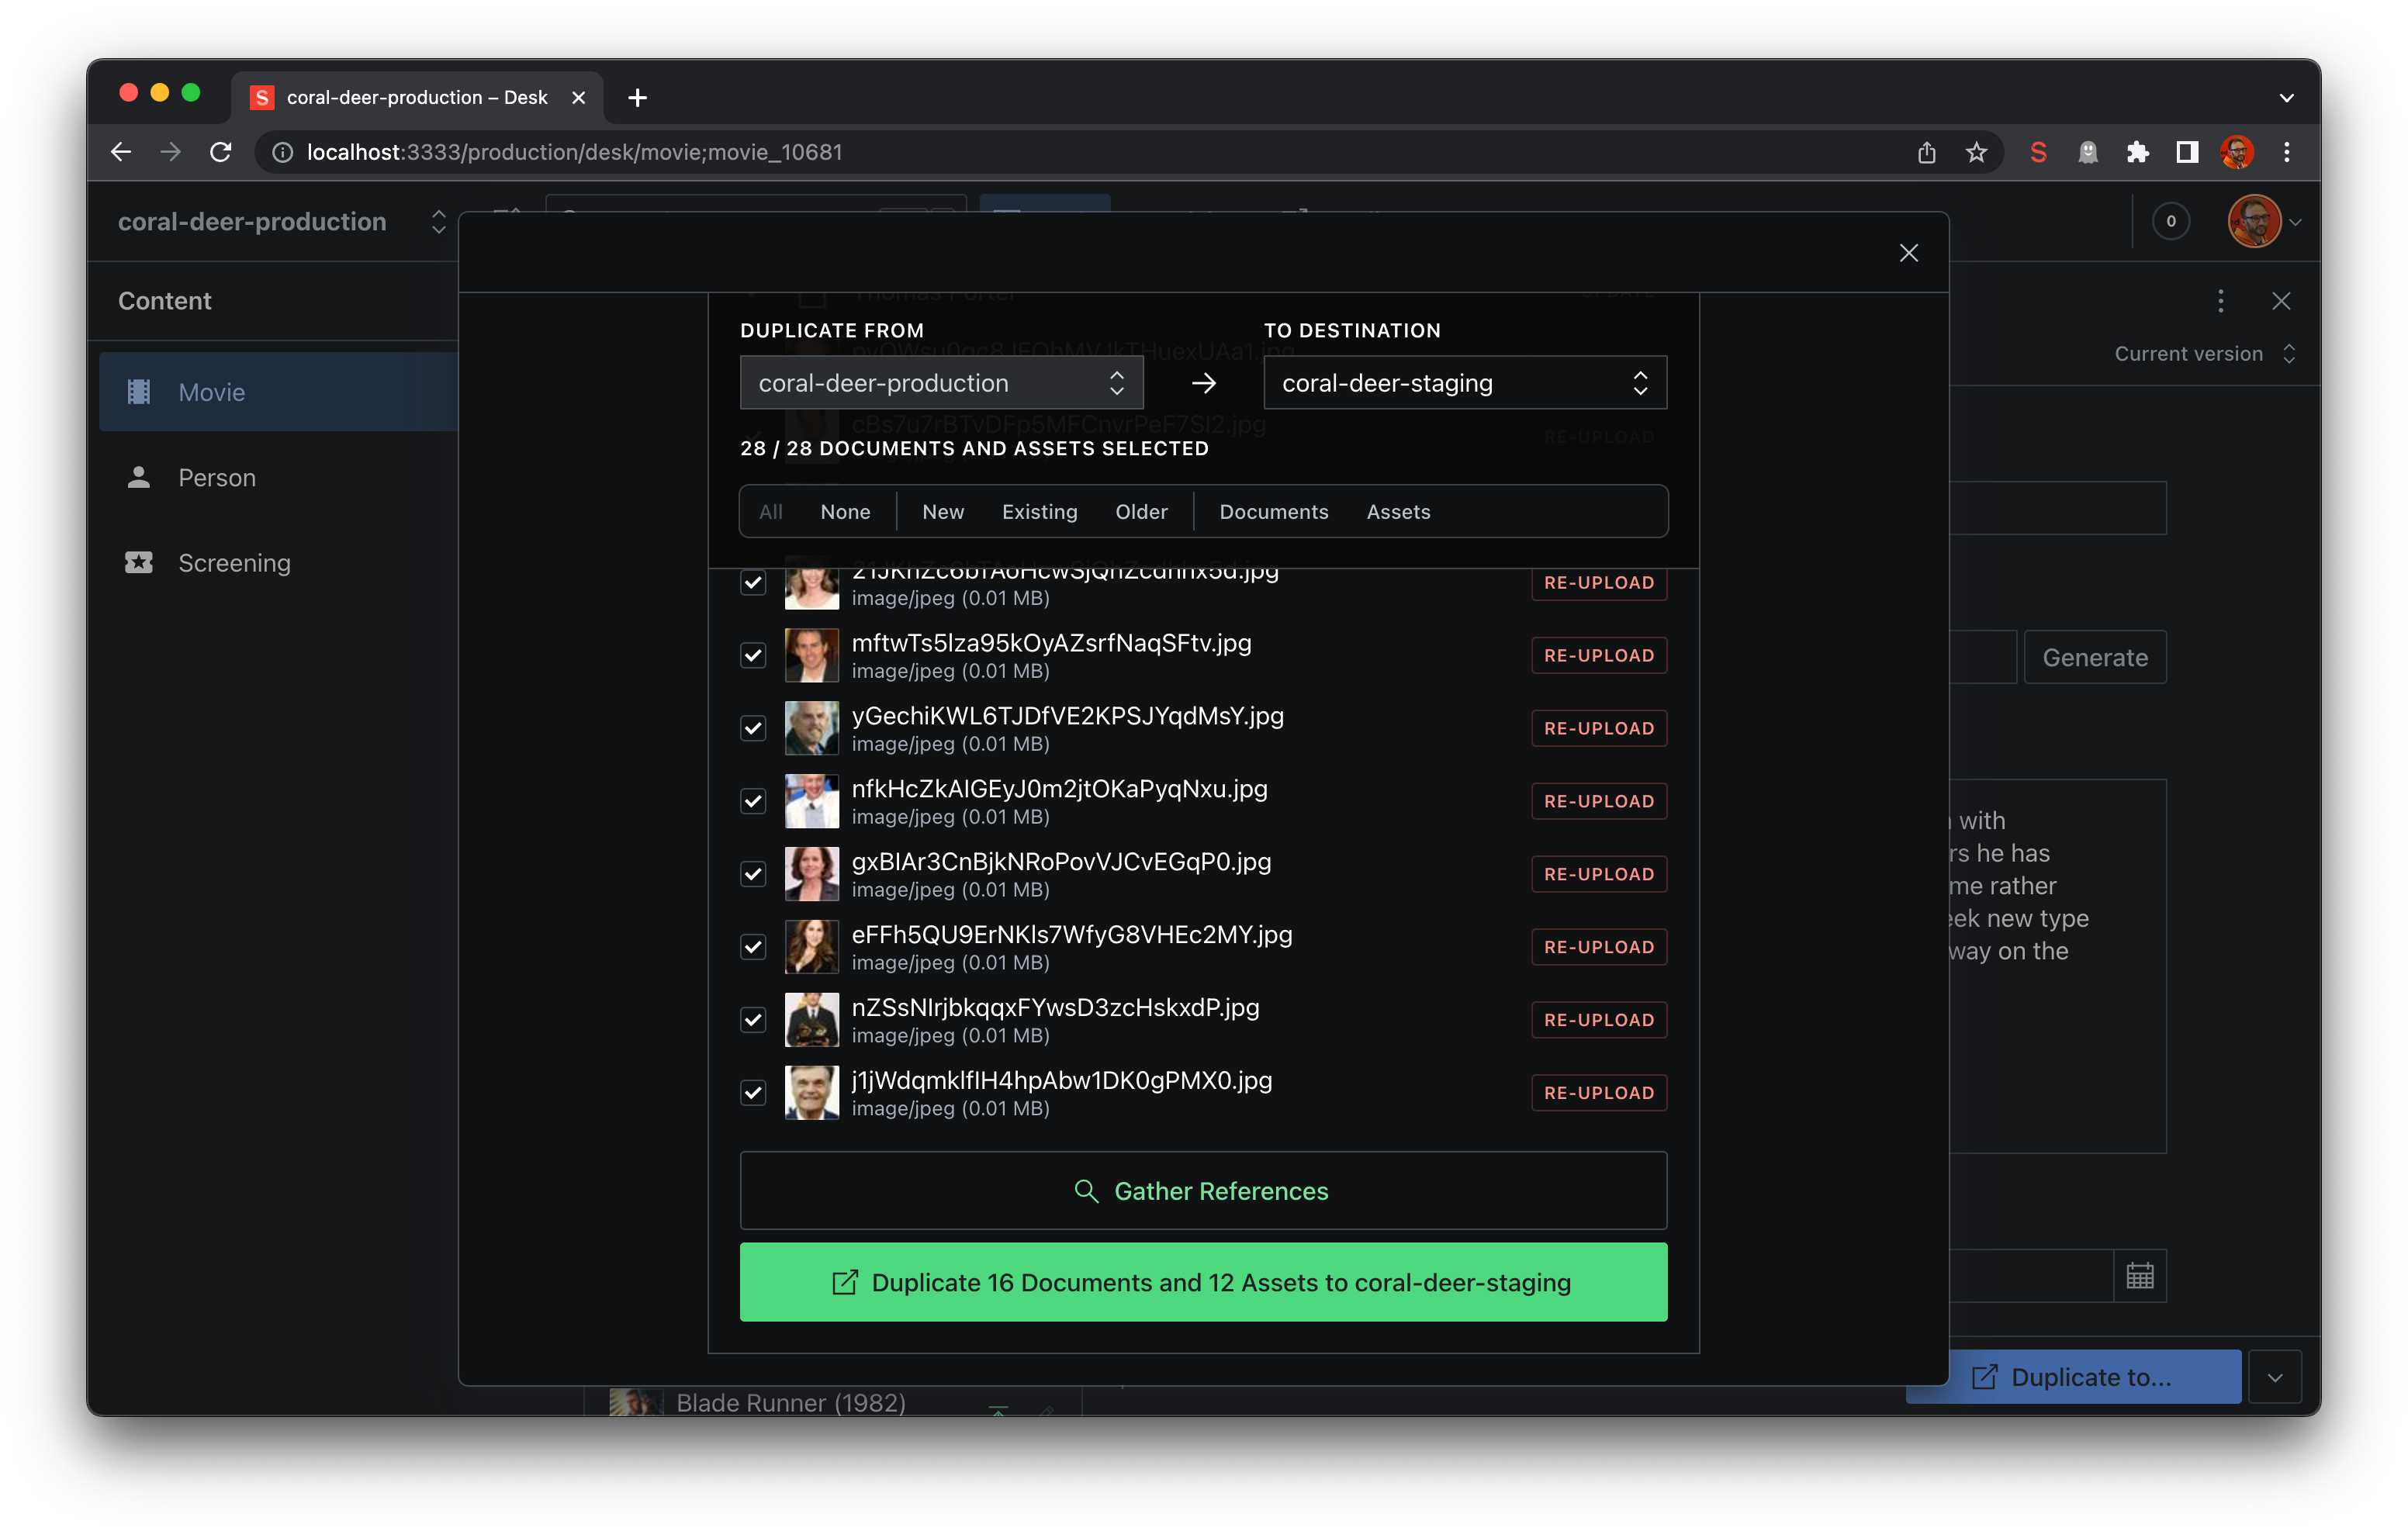 coral-deer-production – Desk
localhost:3333/production/desk/movie;movie_10681
coral-deer-production
0
Content
Movie
Person
Screening
Thomas Porter
UPDATE
DUPLICATE FROM
TO DESTINATION
coral-deer-production
coral-deer-staging
cBs7u7rBTvDFp5MFCnvrPeF7SI2.jpg
RE-UPLOAD
28 / 28 DOCUMENTS AND ASSETS SELECTED
All None New Existing Older Documents Assets
RE-UPLOAD
image/jpeg (0.01 MB)
mftwTs5lza95kOyAZsrfNaqSFtv.jpg
RE-UPLOAD
image/jpeg (0.01 MB)
yGechiKWL6TJDfVE2KPSJYqdMsY.jpg
RE-UPLOAD
image/jpeg (0.01 MB)
nfkHcZkAIGEyJ0m2jtOKaPyqNxu.jpg
RE-UPLOAD
image/jpeg (0.01 MB)
gxBIAr3CnBjkNRoPovVJCvEGqP0.jpg
RE-UPLOAD
image/jpeg (0.01 MB)
eFFh5QU9ErNKls7WfyG8VHEc2MY.jpg
RE-UPLOAD
image/jpeg (0.01 MB)
nZSsNIrjbkqqxFYwsD3zcHskxdP.jpg
RE-UPLOAD
image/jpeg (0.01 MB)
j1jWdqmklfIH4hpAbw1DK0gPMX0.jpg
RE-UPLOAD
image/jpeg (0.01 MB)
Gather References
Duplicate 16 Documents and 12 Assets to coral-deer-staging
Current version
Generate
with
rs he has
me rather
eek new type
way on the
Blade Runner (1982)
Duplicate to...